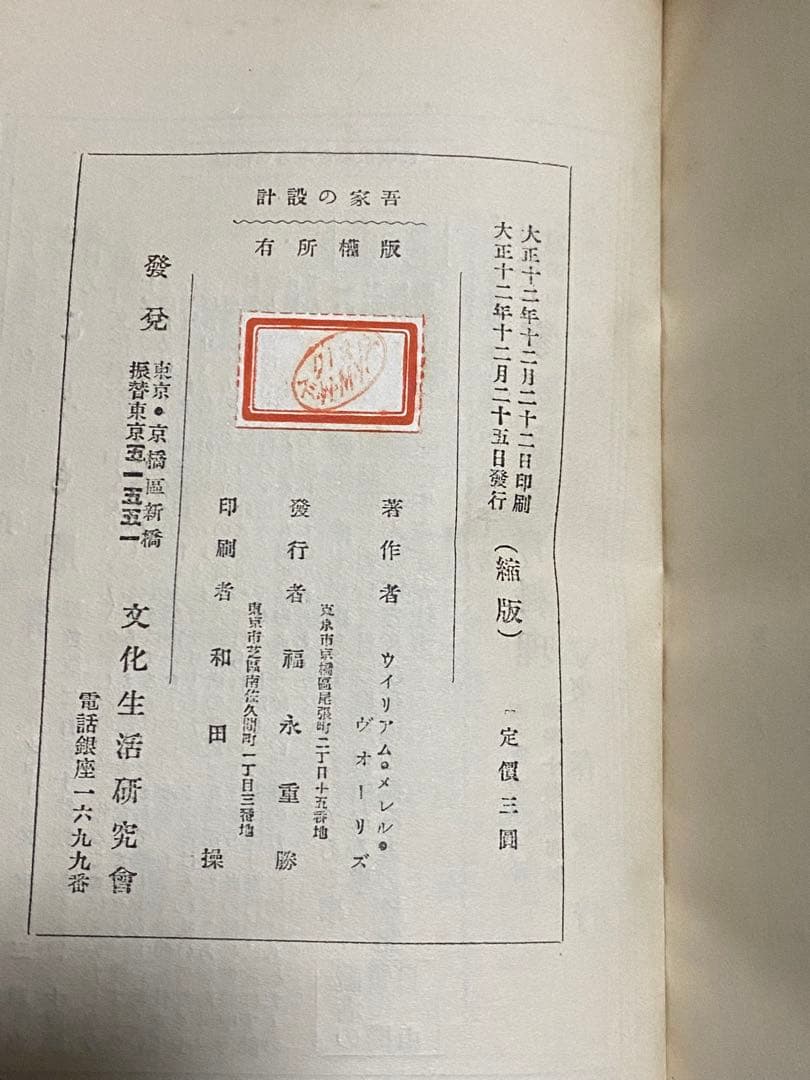 吾家の設計
版權所有
大正十二年十二月二十二日印刷
大正十二年十二月二十五日發行
(縮版)
定價三圓
著作者 ウイリアム・メレル・
ヴォーリズ
東京市京橋區尾張町二丁目十五番地
發行者 福永重勝
東京市芝區南佐久間町一丁目三番地
印刷者 和田操
發兌
東京・京橋區新橋
振替東京五一五五一
文化生活研究會
電話銀座一六九九番